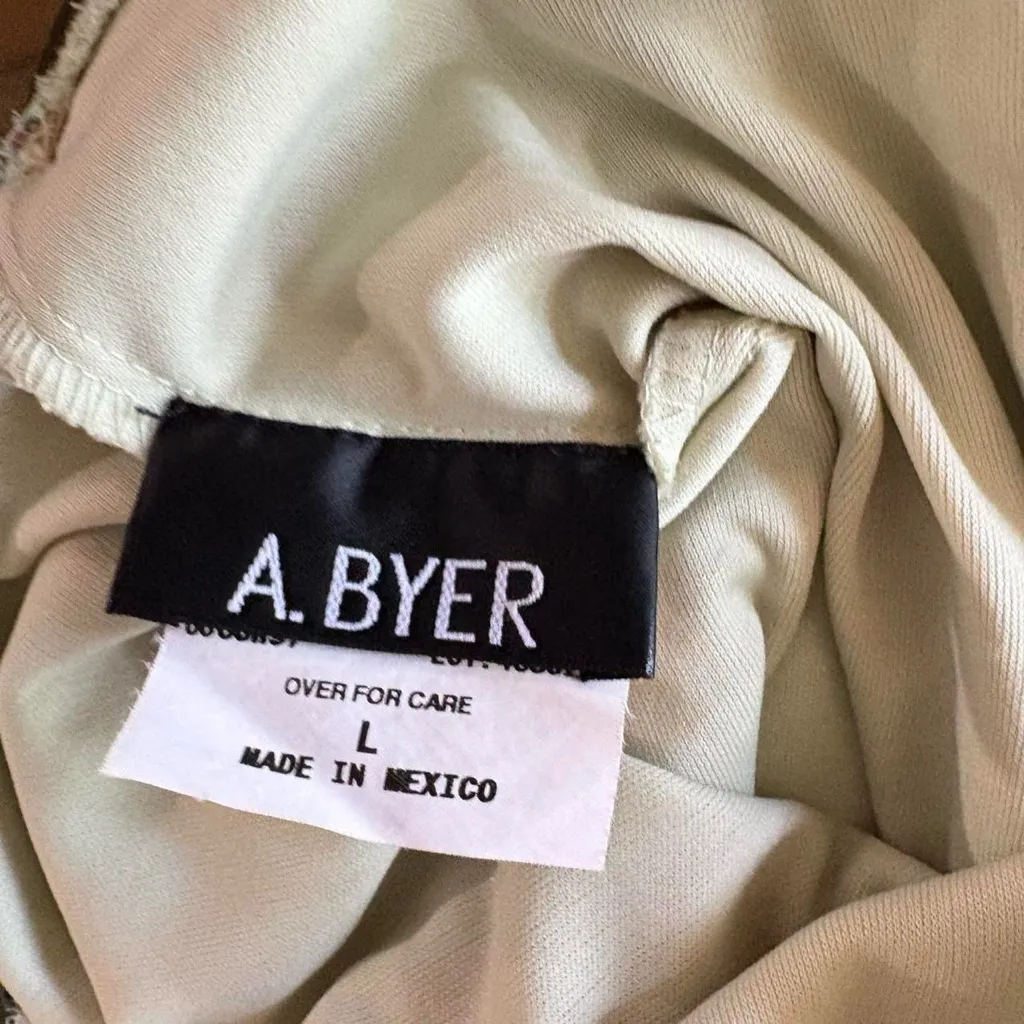 A. BYER
OVER FOR CARE
L
MADE IN MEXICO